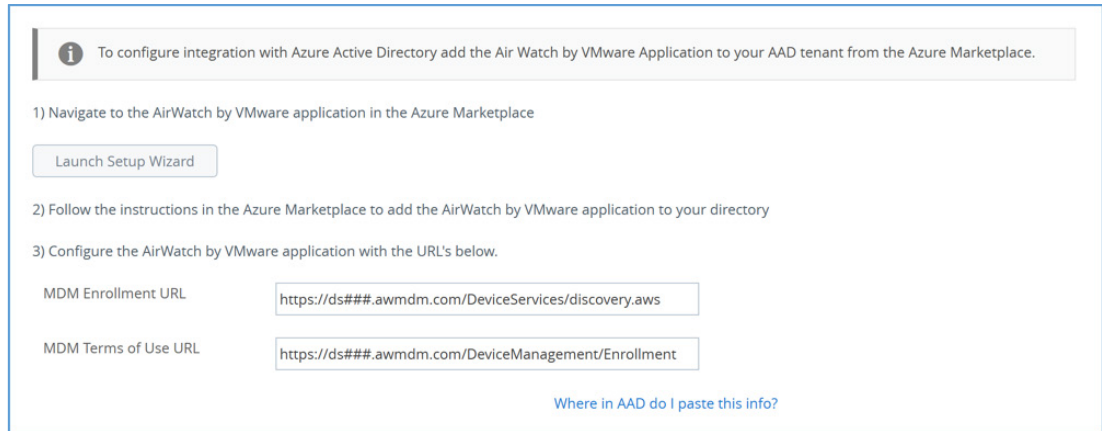 To configure integration with Azure Active Directory add the Air Watch by VMware Application to your AAD tenant from the Azure Marketplace.
1) Navigate to the AirWatch by VMware application in the Azure Marketplace
Launch Setup Wizard
2) Follow the instructions in the Azure Marketplace to add the AirWatch by VMware application to your directory
3) Configure the AirWatch by VMware application with the URL's below.
MDM Enrollment URL https://ds###.awmdm.com/DeviceServices/discovery.aws
MDM Terms of Use URL https://ds###.awmdm.com/DeviceManagement/Enrollment
Where in AAD do I paste this info?